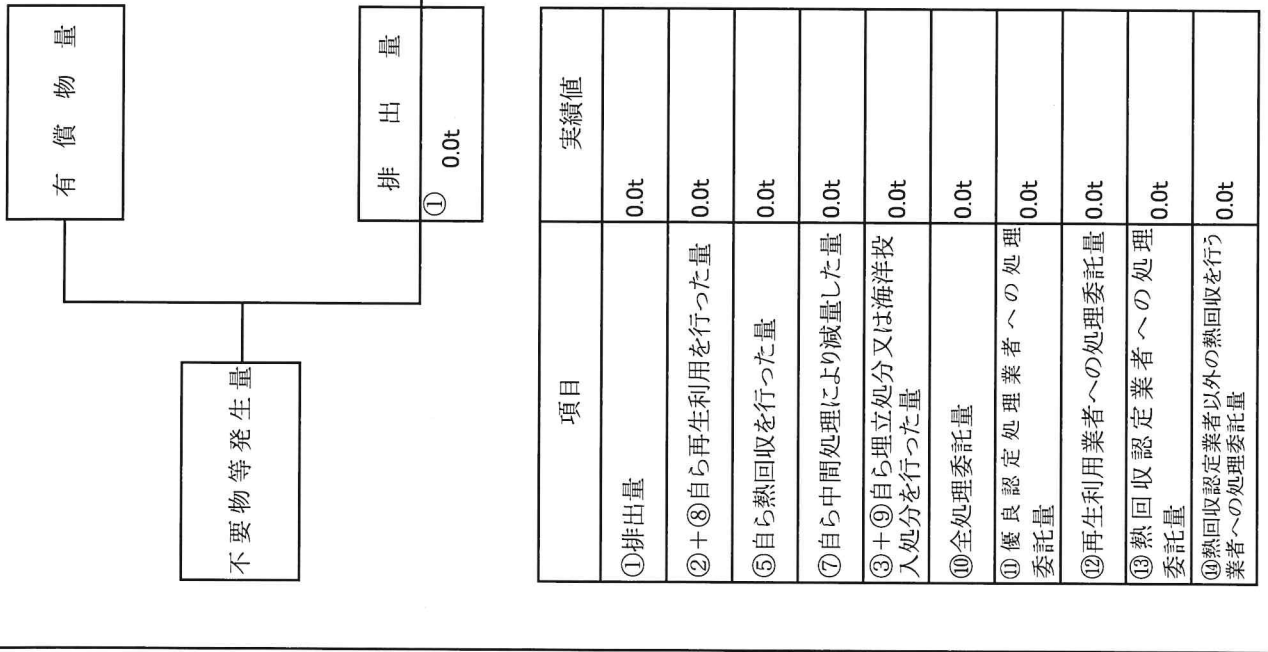 有償物量
不要物等発生量
排出量
①
0.0t
項目
実績値
①排出量
0.0t
②+⑧自ら再生利用を行った量
0.0t
⑤自ら熱回収を行った量
0.0t
⑦自ら中間処理により減量した量
0.0t
③+⑨自ら埋立処分又は海洋投
入処分を行った量
0.0t
⑩全処理委託量
0.0t
⑪優良認定処理業者への処理
委託量
0.0t
⑫再生利用業者への処理委託量
0.0t
⑬熱回収認定業者への処理
委託量
0.0t
⑭熱回収認定業者以外の熱回収を行う
業者への処理委託量
0.0t